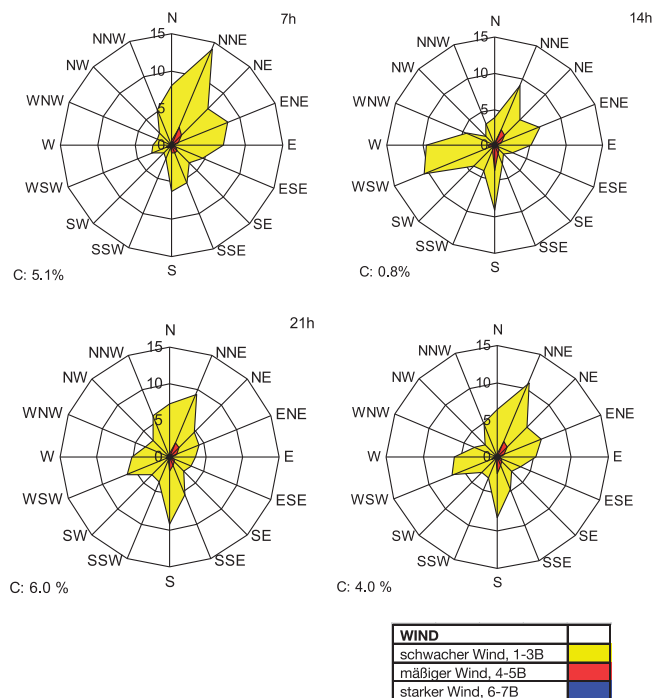 N
NNW
15
NNE
7h
NW
10
NE
WNW
5
ENE
W
0
E
WSW
ESE
SW
SE
SSW
SSE
S
C: 5.1%
N
NNW
15
NNE
14h
NW
10
NE
WNW
5
ENE
W
0
E
WSW
ESE
SW
SE
SSW
SSE
S
C: 0.8%
N
NNW
15
NNE
21h
NW
10
NE
WNW
5
ENE
W
0
E
WSW
ESE
SW
SE
SSW
SSE
S
C: 6.0 %
N
NNW
15
NNE
NW
10
NE
WNW
5
ENE
W
0
E
WSW
ESE
SW
SE
SSW
SSE
S
C: 4.0 %
WIND
schwacher Wind, 1-3B
mäßiger Wind, 4-5B
starker Wind, 6-7B